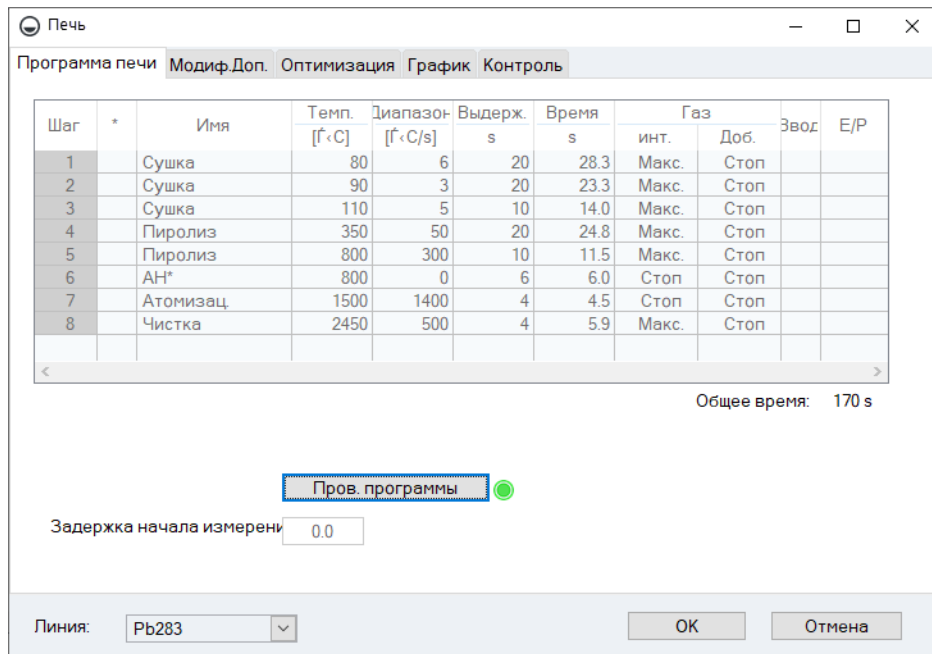 Печь
Программа печи Модиф.Доп. Оптимизация График Контроль
Шаг * Имя Темп. Диапазон Выдерж. Время Газ Ввод E/P
[Ѓ‹C] [Ѓ‹C/s] s s инт. Доб.
1 Сушка 80 6 20 28.3 Макс. Стоп
2 Сушка 90 3 20 23.3 Макс. Стоп
3 Сушка 110 5 10 14.0 Макс. Стоп
4 Пиролиз 350 50 20 24.8 Макс. Стоп
5 Пиролиз 800 300 10 11.5 Макс. Стоп
6 АН* 800 0 6 6.0 Стоп Стоп
7 Атомизац. 1500 1400 4 4.5 Стоп Стоп
8 Чистка 2450 500 4 5.9 Макс. Стоп
Общее время: 170 s
Пров. программы
Задержка начала измерени 0.0
Линия: Pb283 OK Отмена